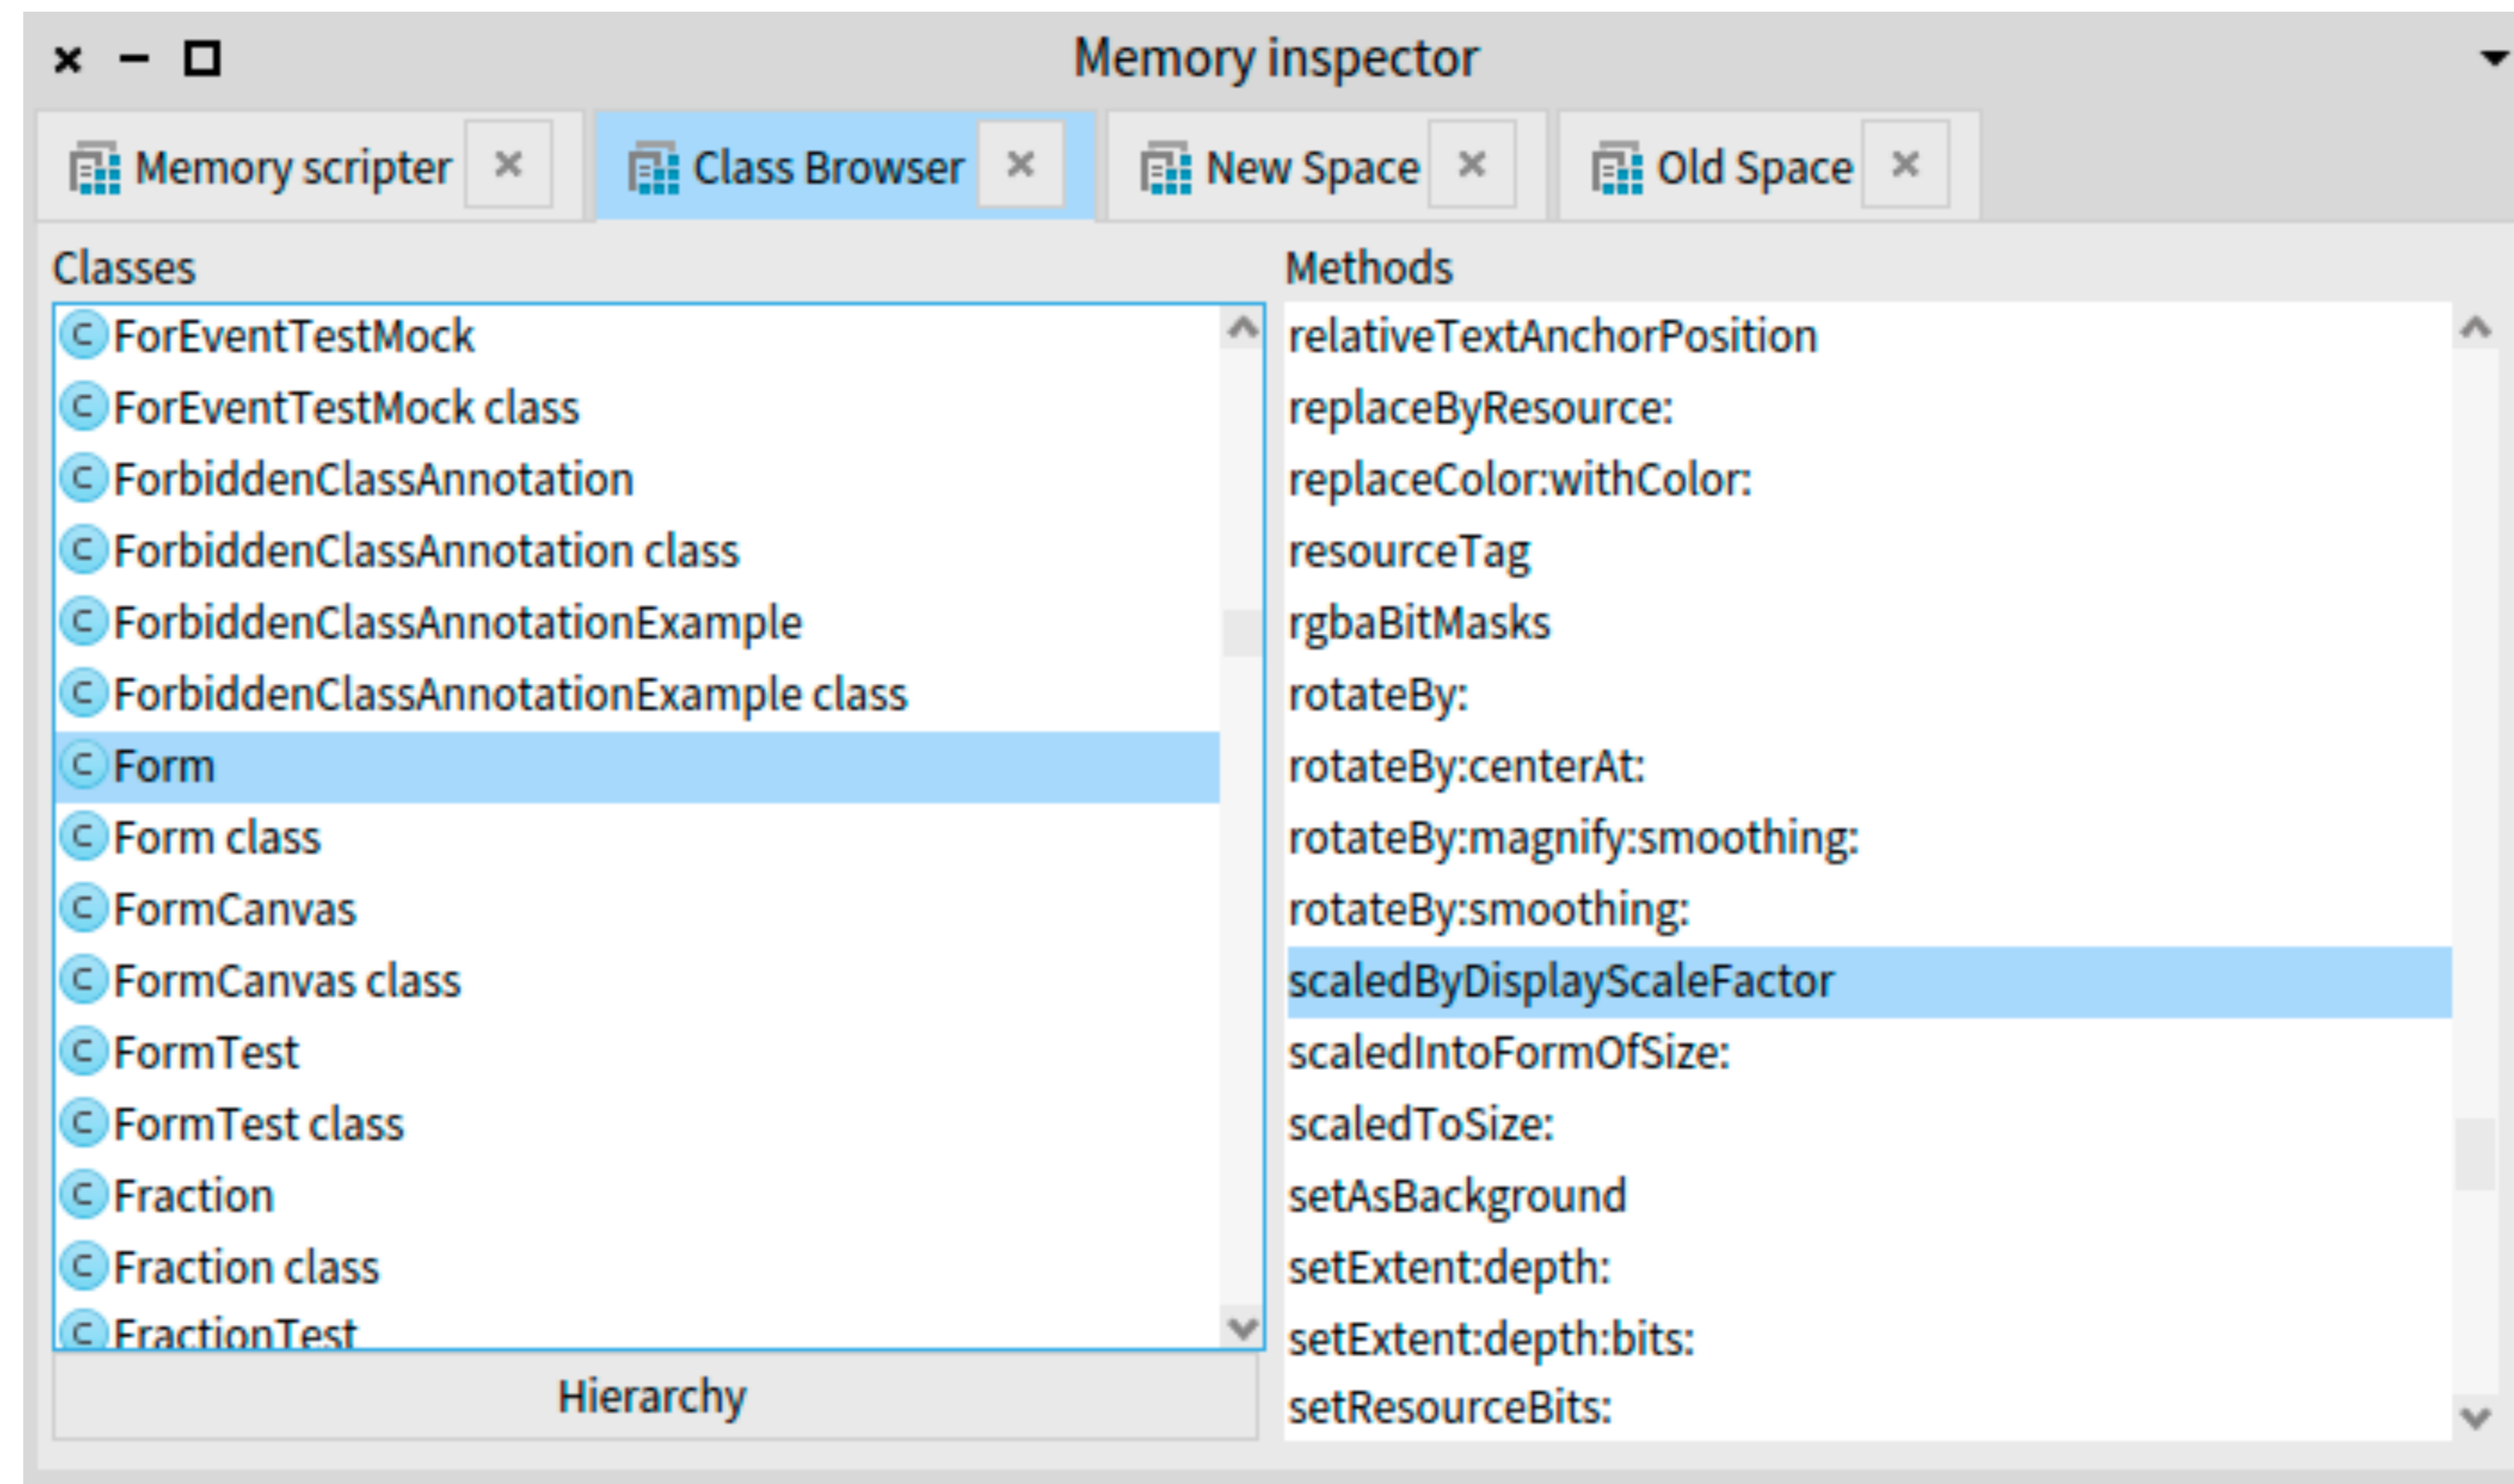 Memory inspector
Memory scripter
Class Browser
New Space
Old Space
Classes
ForEventTestMock
ForEventTestMock class
ForbiddenClassAnnotation
ForbiddenClassAnnotation class
ForbiddenClassAnnotationExample
ForbiddenClassAnnotationExample class
Form
Form class
FormCanvas
FormCanvas class
FormTest
FormTest class
Fraction
Fraction class
FractionTest
Hierarchy
Methods
relativeTextAnchorPosition
replaceByResource:
replaceColor:withColor:
resourceTag
rgbaBitMasks
rotateBy:
rotateBy:centerAt:
rotateBy:magnify:smoothing:
rotateBy:smoothing:
scaledByDisplayScaleFactor
scaledIntoFormOfSize:
scaledToSize:
setAsBackground
setExtent:depth:
setExtent:depth:bits:
setResourceBits: